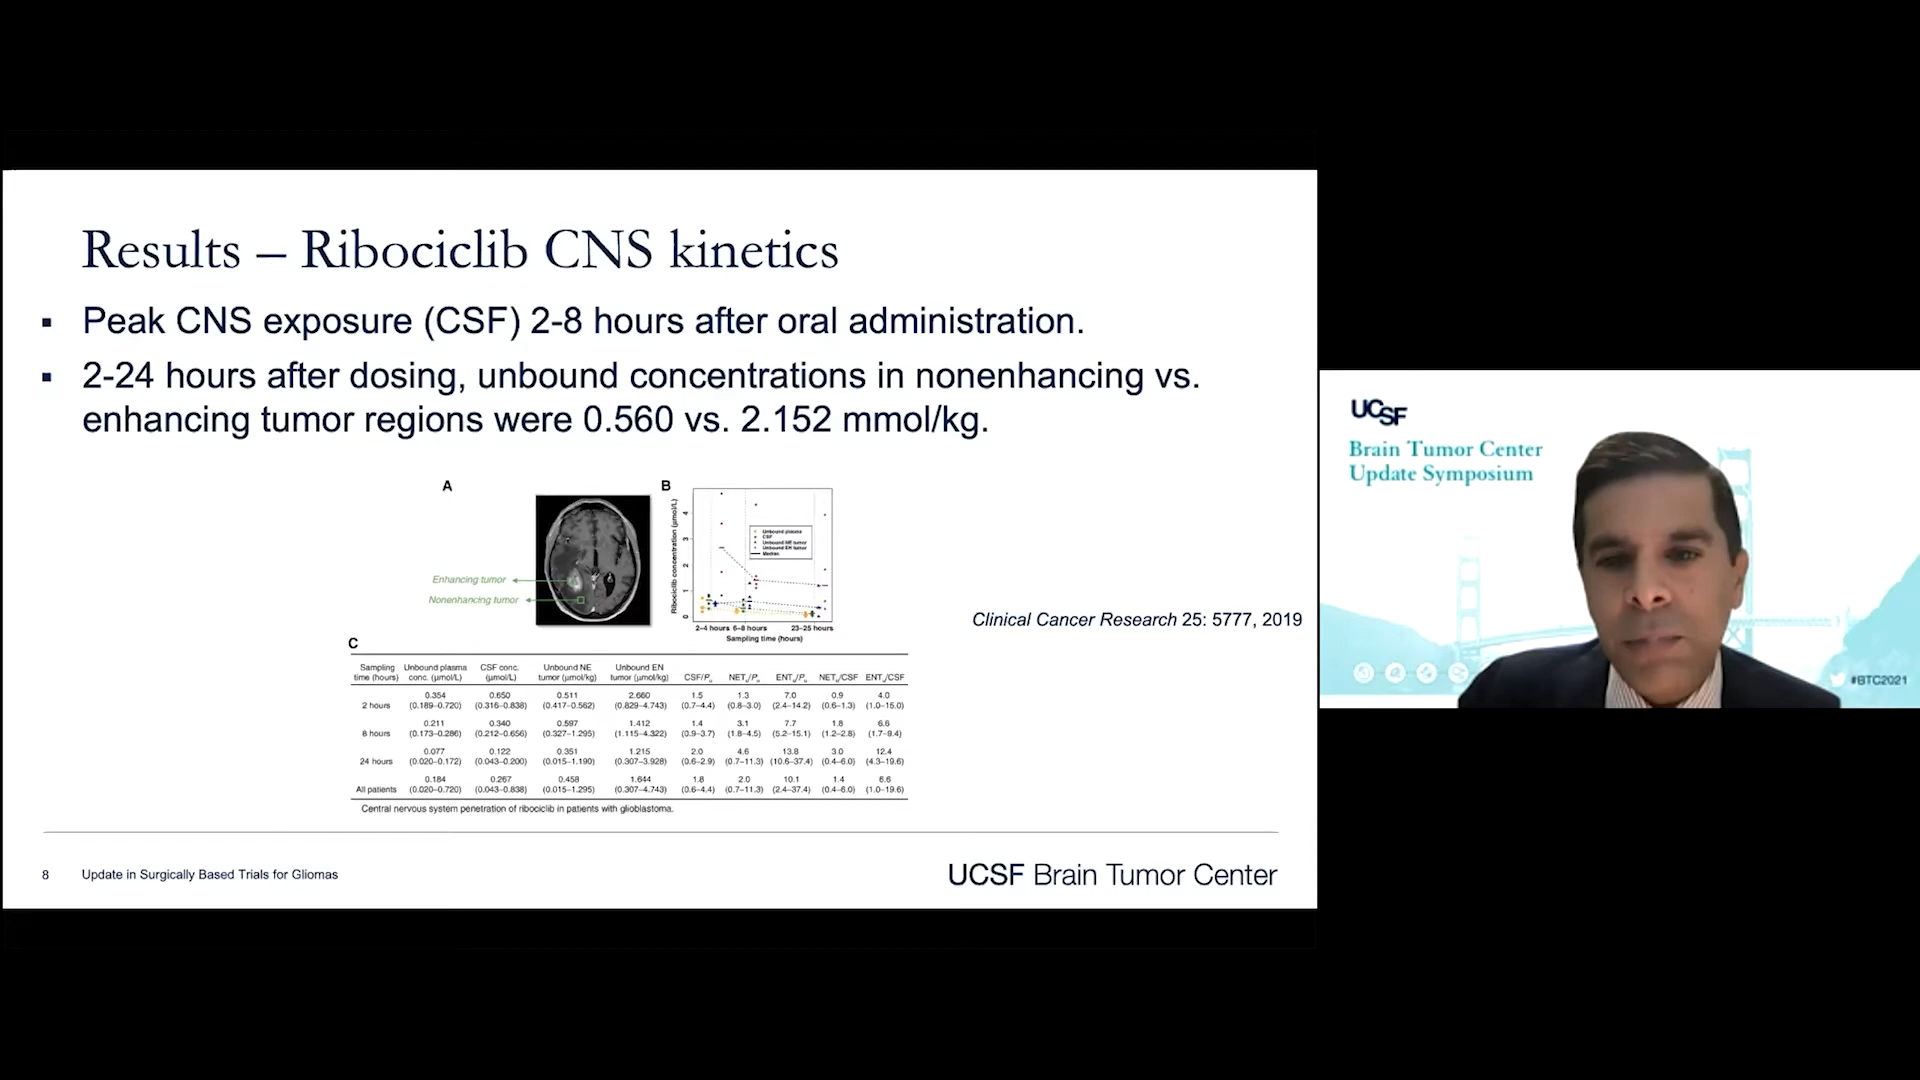 Results – Ribociclib CNS kinetics
▪ Peak CNS exposure (CSF) 2-8 hours after oral administration.
▪ 2-24 hours after dosing, unbound concentrations in nonenhancing vs.
enhancing tumor regions were 0.560 vs. 2.152 mmol/kg.
A
Enhancing tumor
Nonenhancing tumor
B
Ribociclib concentration (µmol/L)
4
3
2
1
0
Unbound plasma
CSF
Unbound NE tumor
Unbound EN tumor
Median
2–4 hours 6–8 hours 23–25 hours
Sampling time (hours)
Clinical Cancer Research 25: 5777, 2019
C
Sampling Unbound plasma CSF conc. Unbound NE Unbound EN
time (hours) conc. (µmol/L) (µmol/L) tumor (µmol/kg) tumor (µmol/kg) CSF/Pu NETu/Pu ENTu/Pu NETu/CSF ENTu/CSF
0.354 0.650 0.511 2.660 1.5 1.3 7.0 0.9 4.0
2 hours (0.189–0.720) (0.316–0.838) (0.417–0.562) (0.829–4.743) (0.7–4.4) (0.8–3.0) (2.4–14.2) (0.6–1.3) (1.0–15.0)
0.211 0.340 0.597 1.412 1.4 3.1 7.7 1.8 6.6
8 hours (0.173–0.286) (0.212–0.656) (0.327–1.295) (1.115–4.322) (0.9–3.7) (1.8–4.5) (5.2–15.1) (1.2–2.8) (1.7–9.4)
0.077 0.122 0.351 1.215 2.0 4.6 13.8 3.0 12.4
24 hours (0.020–0.172) (0.043–0.200) (0.015–1.190) (0.307–3.928) (0.6–2.9) (0.7–11.3) (10.6–37.4) (0.4–6.0) (4.3–19.6)
0.184 0.267 0.458 1.644 1.8 2.0 10.1 1.4 6.6
All patients (0.020–0.720) (0.043–0.838) (0.015–1.295) (0.307–4.743) (0.6–4.4) (0.7–11.3) (2.4–37.4) (0.4–6.0) (1.0–19.6)
Central nervous system penetration of ribociclib in patients with glioblastoma.
8 Update in Surgically Based Trials for Gliomas
UCSF Brain Tumor Center
UCSF
Brain Tumor Center
Update Symposium
#BTC2021